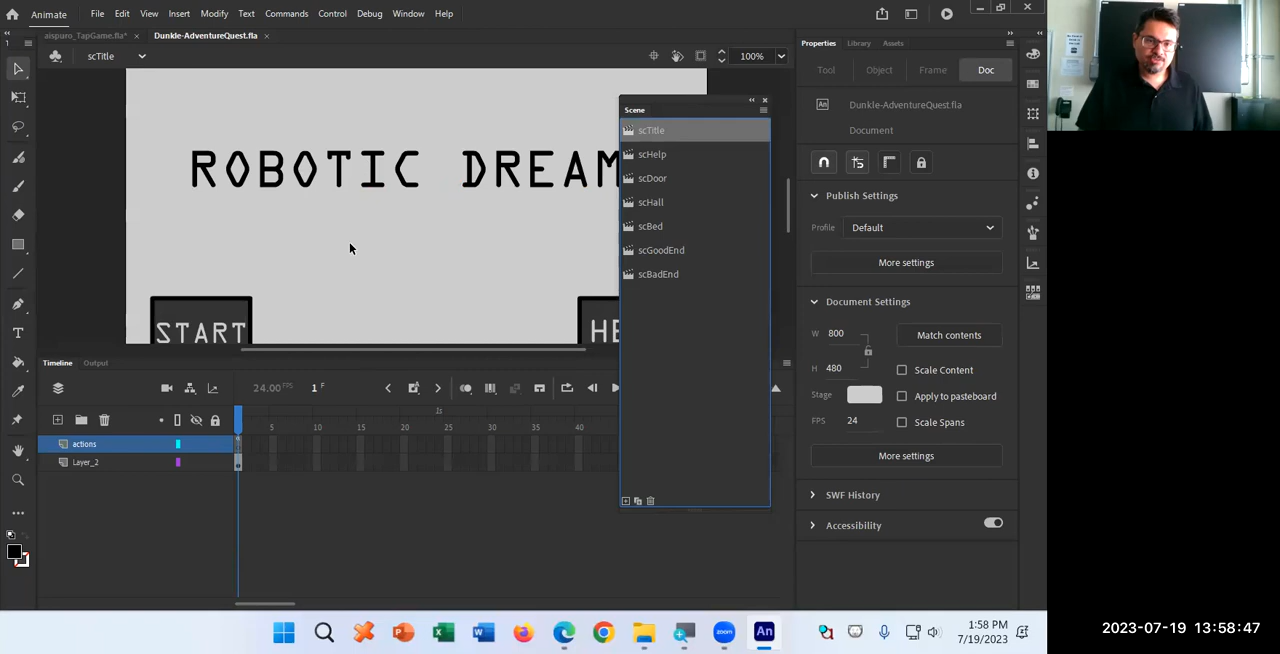 Animate File Edit View Insert Modify Text Commands Control Debug Window Help
aispuro_TapGame.fla* × Dunkle-AdventureQuest.fla ×
scTitle 100%
ROBOTIC DREAM
START HE
Scene
scTitle
scHelp
scDoor
scHall
scBed
scGoodEnd
scBadEnd
Properties Library Assets
Tool Object Frame Doc
An Dunkle-AdventureQuest.fla
Document
Publish Settings
Profile Default
More settings
Document Settings
W 800 Match contents
H 480 Scale Content
Stage Apply to pasteboard
FPS 24 Scale Spans
More settings
SWF History
Accessibility
Timeline Output
24.00 FPS 1 F
1s
5 10 15 20 25 30 35 40
actions
Layer_2
An
1:58 PM
7/19/2023
2023-07-19 13:58:47